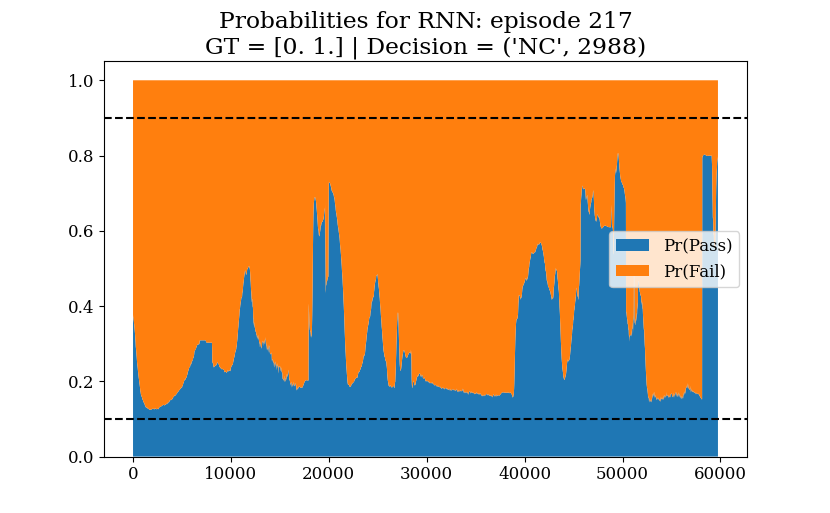 Probabilities for RNN: episode 217
GT = [0. 1.] | Decision = ('NC', 2988)
1.0
0.8
0.6
0.4
0.2
0.0
Pr(Pass)
Pr(Fail)
0 10000 20000 30000 40000 50000 60000